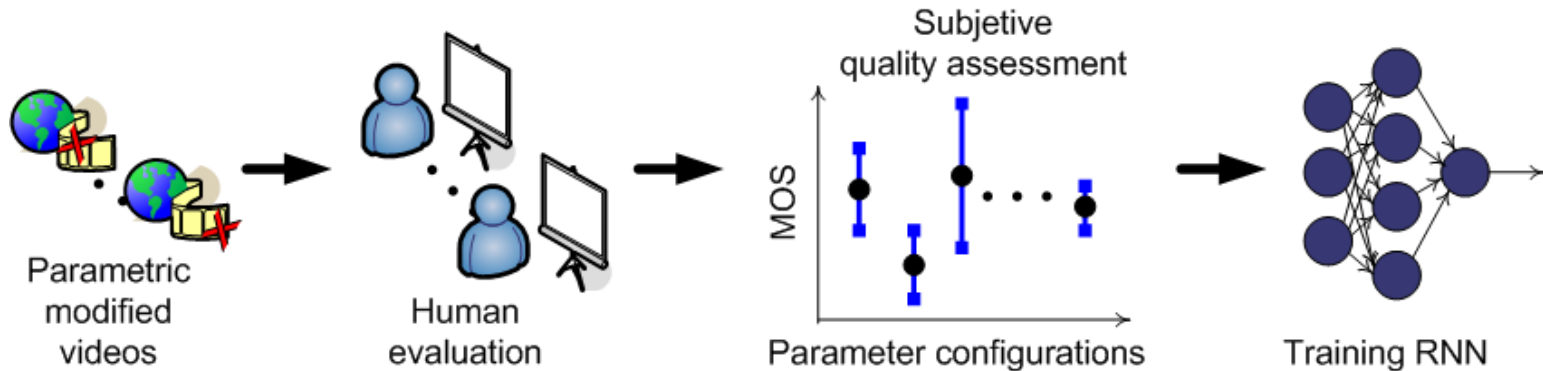 Parametric
modified
videos
Human
evaluation
Subjetive
quality assessment
MOS
Parameter configurations
Training RNN